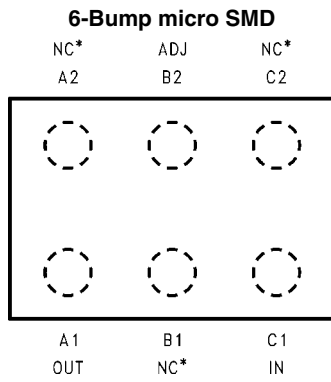 6-Bump micro SMD
NC* ADJ NC*
A2 B2 C2
A1 B1 C1
OUT NC* IN